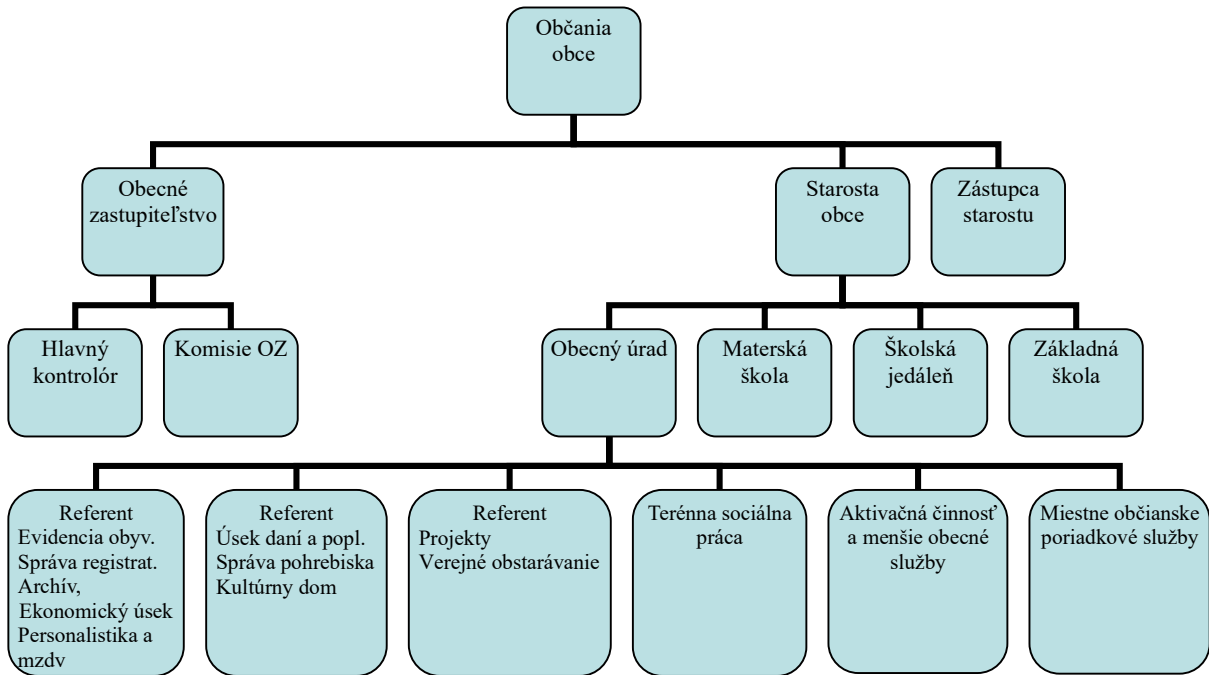 Občania
obce
Obecné
zastupiteľstvo
Starosta
obce
Zástupca
starostu
Hlavný
kontrolór
Komisie OZ
Obecný úrad
Materská
škola
Školská
jedáleň
Základná
škola
Referent
Evidencia obyv.
Správa registrat.
Archív,
Ekonomický úsek
Personalistika a
mzdv
Referent
Úsek daní a popl.
Správa pohrebiska
Kultúrny dom
Referent
Projekty
Verejné obstarávanie
Terénna sociálna
práca
Aktivačná činnosť
a menšie obecné
služby
Miestne občianske
poriadkové služby